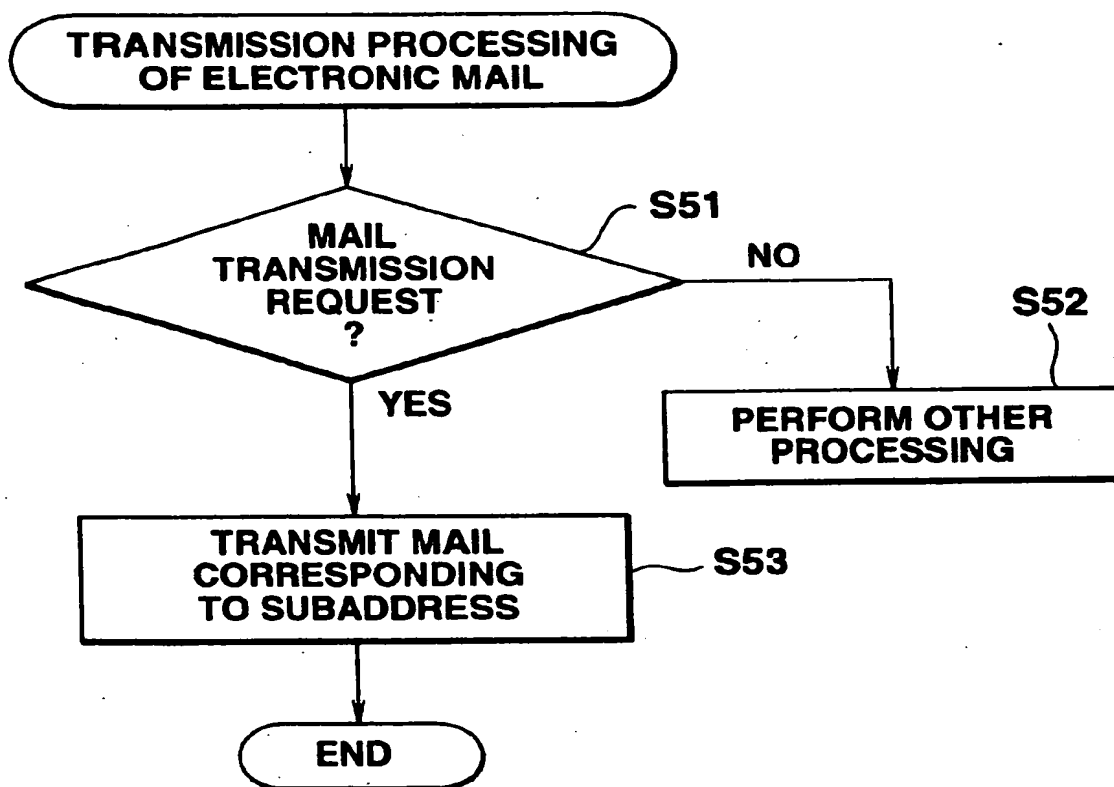 TRANSMISSION PROCESSING
OF ELECTRONIC MAIL
S51
MAIL
TRANSMISSION
REQUEST
?
NO
S52
YES
PERFORM OTHER
PROCESSING
TRANSMIT MAIL
CORRESPONDING
TO SUBADDRESS
S53
END